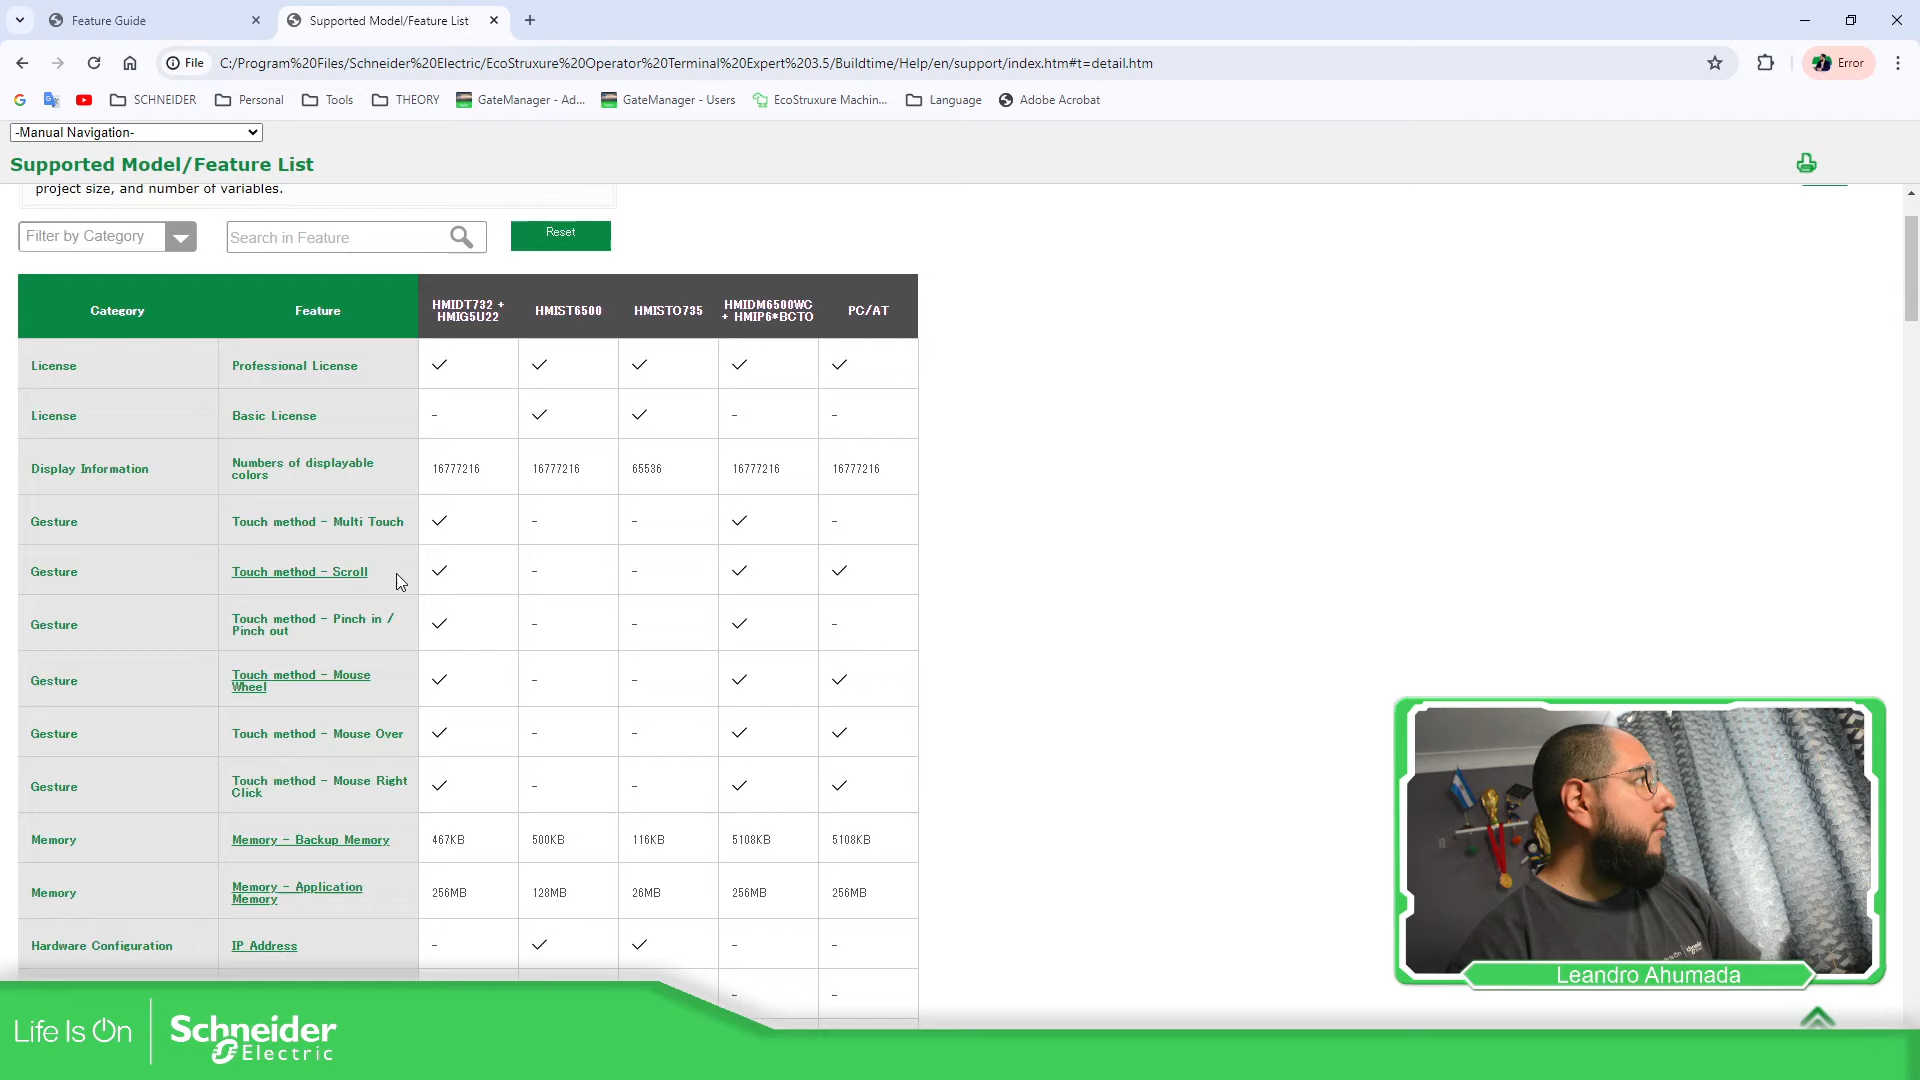 Feature Guide
Supported Model/Feature List
File
C:/Program%20Files/Schneider%20Electric/EcoStruxure%20Operator%20Terminal%20Expert%203.5/Buildtime/Help/en/support/index.htm#t=detail.htm
Error
SCHNEIDER
Personal
Tools
THEORY
GateManager - Ad...
GateManager - Users
EcoStruxure Machin...
Language
Adobe Acrobat
-Manual Navigation-
Supported Model/Feature List
project size, and number of variables.
Filter by Category
Search in Feature
Reset
Category Feature HMIDT732 + HMIG5U22 HMIST6500 HMISTO735 HMIDM6500WC + HMIP6*BCTO PC/AT
License Professional License ✓ ✓ ✓ ✓ ✓
License Basic License - ✓ ✓ - -
Display Information Numbers of displayable colors 16777216 16777216 65536 16777216 16777216
Gesture Touch method - Multi Touch ✓ - - ✓ -
Gesture Touch method - Scroll ✓ - - ✓ ✓
Gesture Touch method - Pinch in / Pinch out ✓ - - ✓ -
Gesture Touch method - Mouse Wheel ✓ - - ✓ ✓
Gesture Touch method - Mouse Over ✓ - - ✓ ✓
Gesture Touch method - Mouse Right Click ✓ - - ✓ ✓
Memory Memory - Backup Memory 467KB 500KB 116KB 5108KB 5108KB
Memory Memory - Application Memory 256MB 128MB 26MB 256MB 256MB
Hardware Configuration IP Address - ✓ ✓ - -
- -
Leandro Ahumada
Life Is On
Schneider
Electric